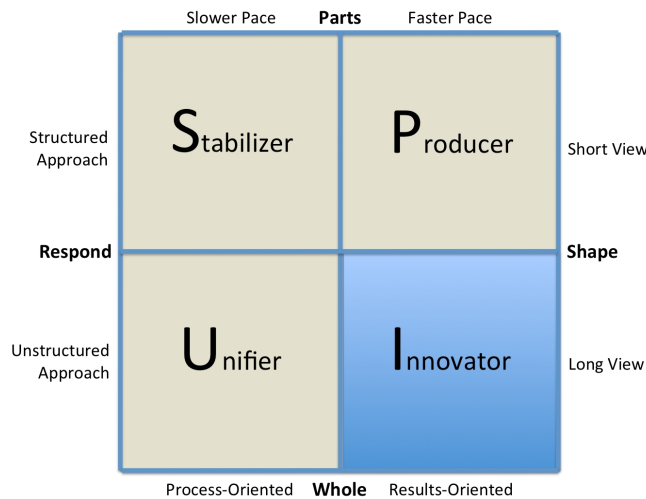 Slower Pace Parts Faster Pace
Structured
Approach
Stabilizer
Producer
Short View
Respond
Shape
Unstructured
Approach
Unifier
Innovator
Long View
Process-Oriented Whole Results-Oriented